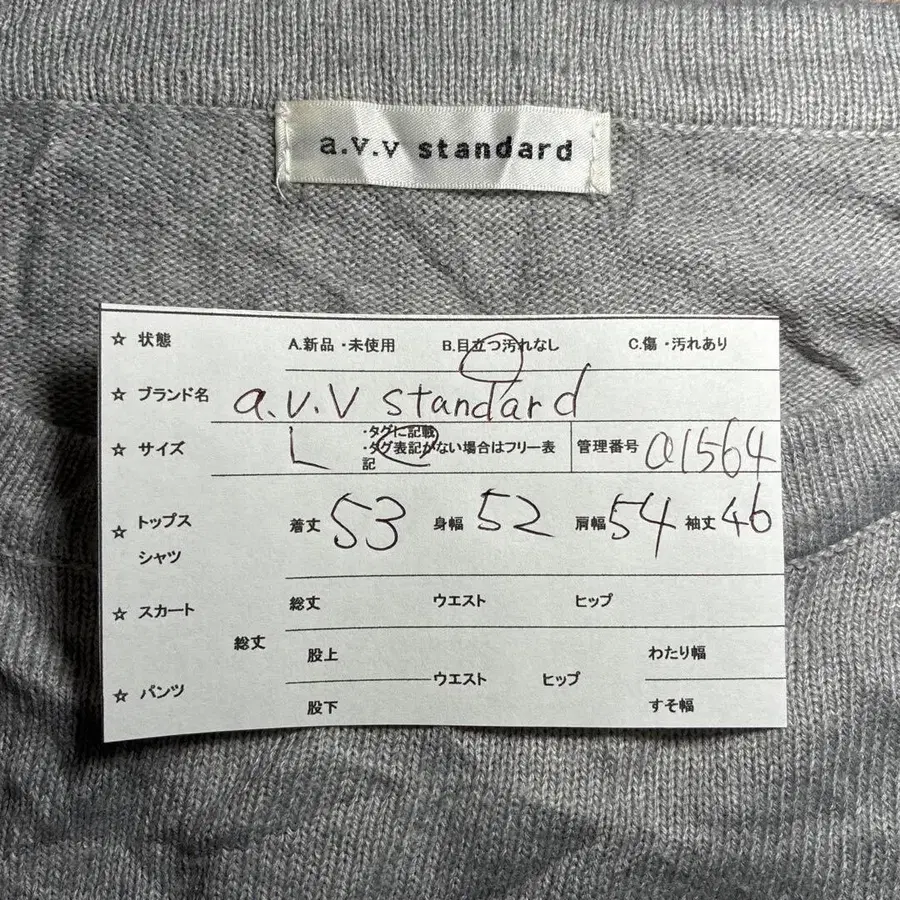 a.v.v standard
☆ 状態 A.新品・未使用 B.目立つ汚れなし C.傷・汚れあり
☆ ブランド名 a.v.v standard
☆ サイズ L ・タグに記載 ・タグ表記がない場合はフリー表記 管理番号 a1564
☆ トップス シャツ 着丈 53 身幅 52 肩幅 54 袖丈 46
☆ スカート 総丈 ウエスト ヒップ
☆ パンツ 総丈 股上 ウエスト ヒップ わたり幅
股下 すそ幅